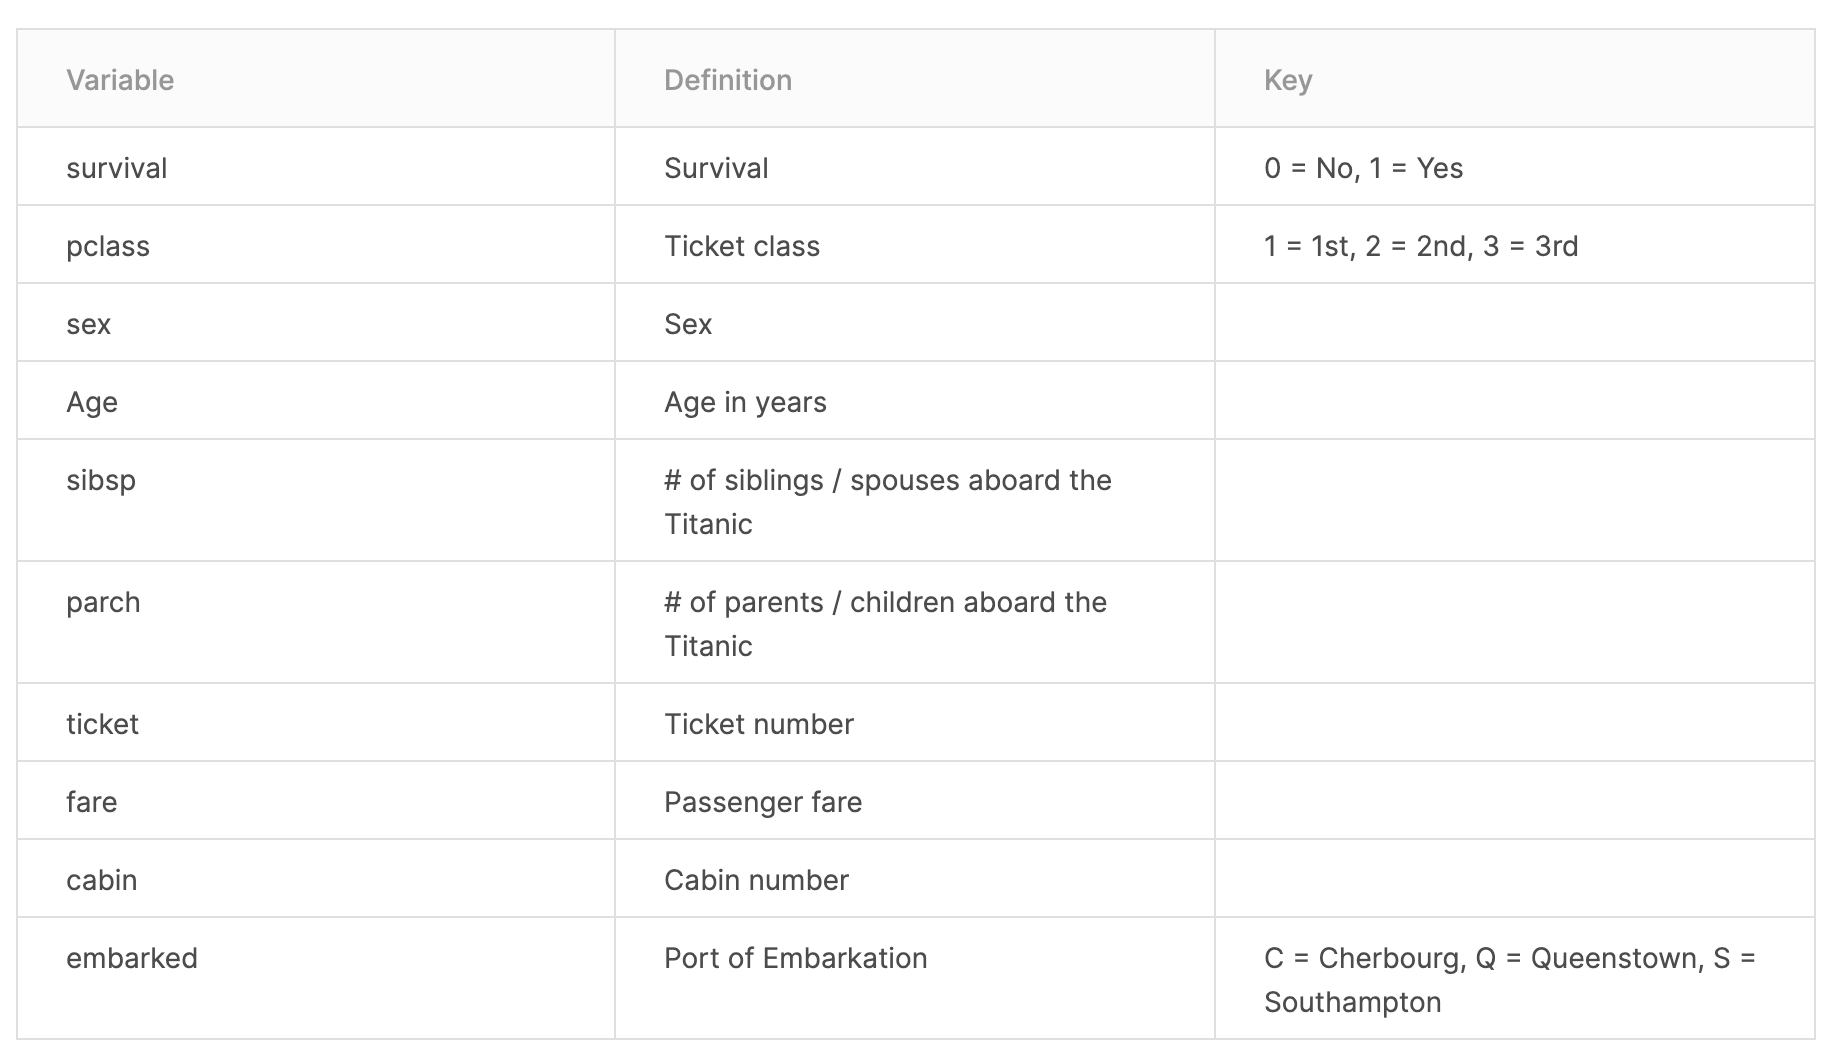 Variable Definition Key
survival Survival 0 = No, 1 = Yes
pclass Ticket class 1 = 1st, 2 = 2nd, 3 = 3rd
sex Sex
Age Age in years
sibsp # of siblings / spouses aboard the
Titanic
parch # of parents / children aboard the
Titanic
ticket Ticket number
fare Passenger fare
cabin Cabin number
embarked Port of Embarkation C = Cherbourg, Q = Queenstown, S =
Southampton